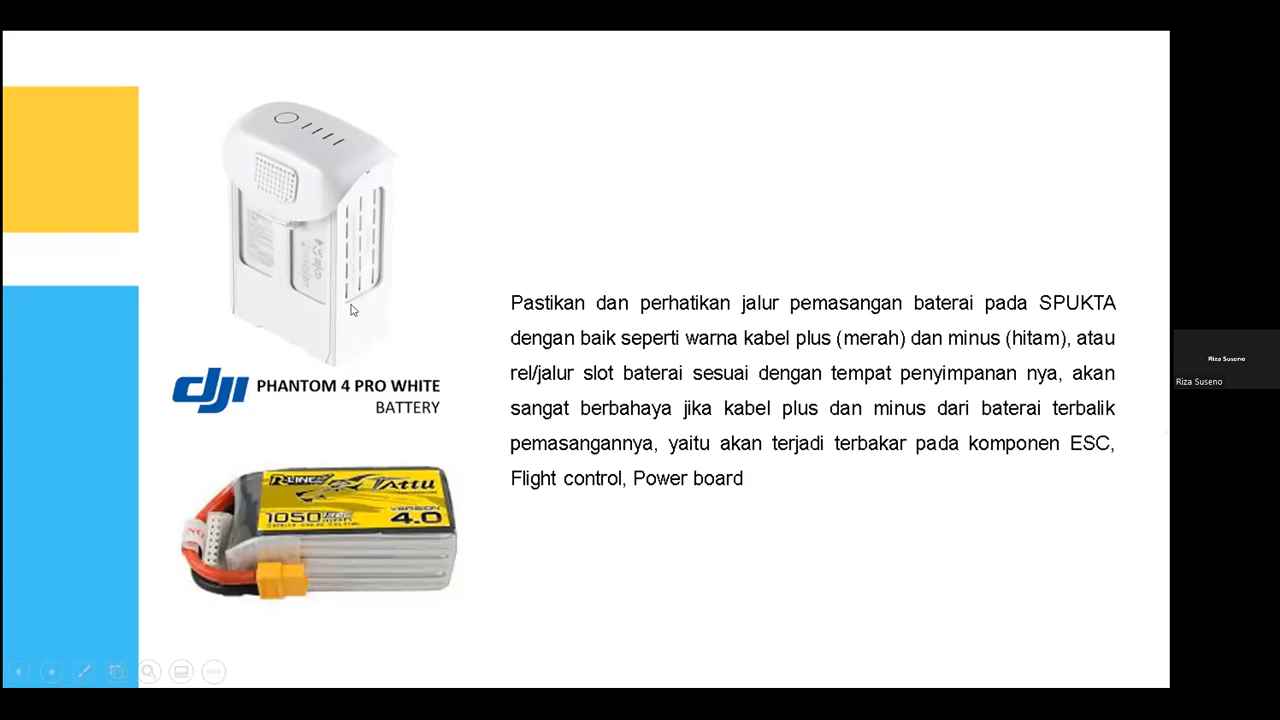 dji PHANTOM 4 PRO WHITE
BATTERY
R-LINE TATTU
1050
VERSION
4.0
Pastikan dan perhatikan jalur pemasangan baterai pada SPUKTA
dengan baik seperti warna kabel plus (merah) dan minus (hitam), atau
rel/jalur slot baterai sesuai dengan tempat penyimpanan nya, akan
sangat berbahaya jika kabel plus dan minus dari baterai terbalik
pemasangannya, yaitu akan terjadi terbakar pada komponen ESC,
Flight control, Power board
Riza Suseno
Riza Suseno